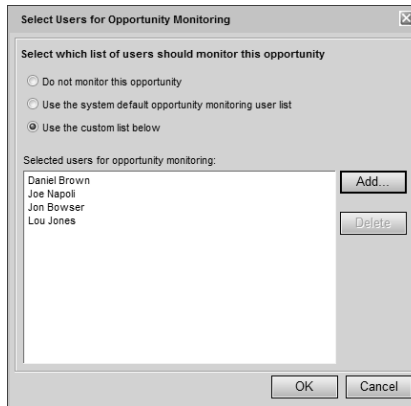 Select Users for Opportunity Monitoring
Select which list of users should monitor this opportunity
Do not monitor this opportunity
Use the system default opportunity monitoring user list
Use the custom list below
Selected users for opportunity monitoring:
Daniel Brown
Joe Napoli
Jon Bowser
Lou Jones
Add...
Delete
OK
Cancel